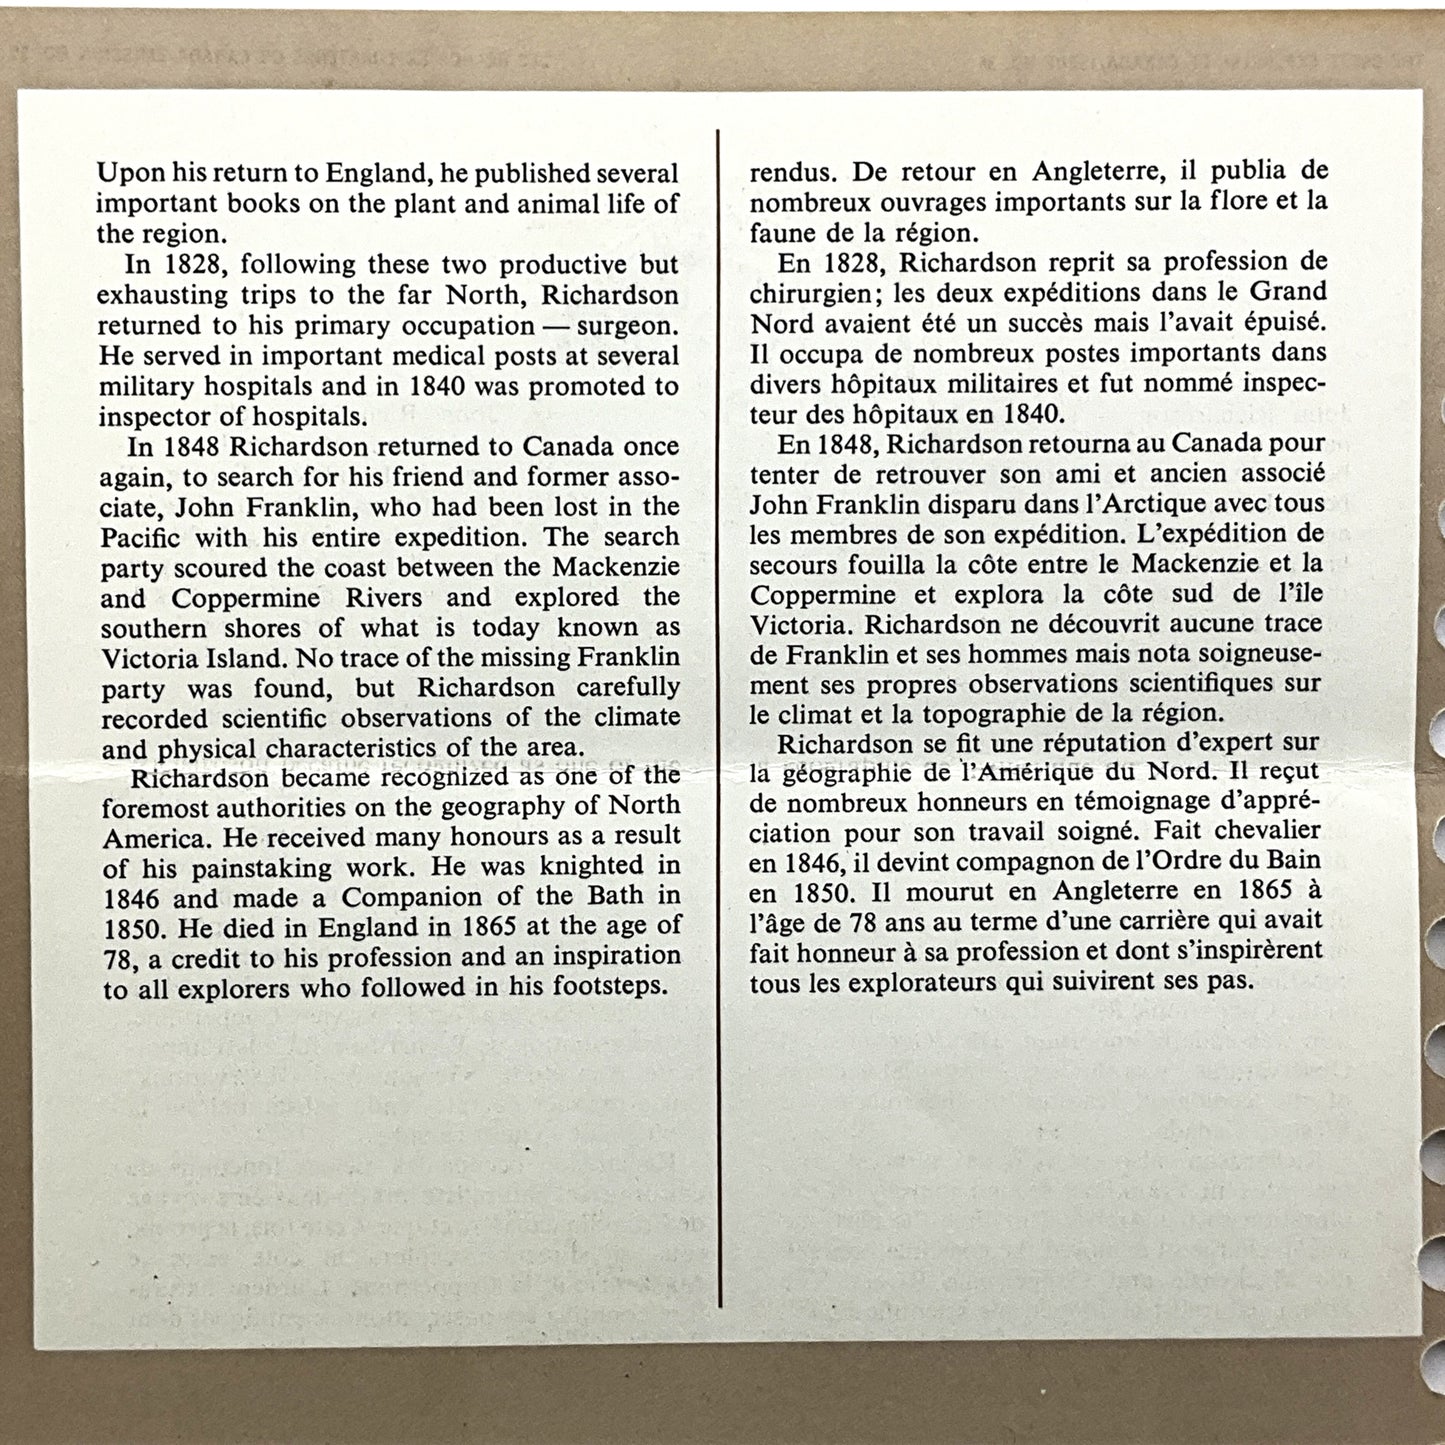 Upon his return to England, he published several
important books on the plant and animal life of
the region.
In 1828, following these two productive but
exhausting trips to the far North, Richardson
returned to his primary occupation — surgeon.
He served in important medical posts at several
military hospitals and in 1840 was promoted to
inspector of hospitals.
In 1848 Richardson returned to Canada once
again, to search for his friend and former asso-
ciate, John Franklin, who had been lost in the
Pacific with his entire expedition. The search
party scoured the coast between the Mackenzie
and Coppermine Rivers and explored the
southern shores of what is today known as
Victoria Island. No trace of the missing Franklin
party was found, but Richardson carefully
recorded scientific observations of the climate
and physical characteristics of the area.
Richardson became recognized as one of the
foremost authorities on the geography of North
America. He received many honours as a result
of his painstaking work. He was knighted in
1846 and made a Companion of the Bath in
1850. He died in England in 1865 at the age of
78, a credit to his profession and an inspiration
to all explorers who followed in his footsteps.
rendus. De retour en Angleterre, il publia de
nombreux ouvrages importants sur la flore et la
faune de la région.
En 1828, Richardson reprit sa profession de
chirurgien; les deux expéditions dans le Grand
Nord avaient été un succès mais l'avait épuisé.
Il occupa de nombreux postes importants dans
divers hôpitaux militaires et fut nommé inspec-
teur des hôpitaux en 1840.
En 1848, Richardson retourna au Canada pour
tenter de retrouver son ami et ancien associé
John Franklin disparu dans l'Arctique avec tous
les membres de son expédition. L'expédition de
secours fouilla la côte entre le Mackenzie et la
Coppermine et explora la côte sud de l'île
Victoria. Richardson ne découvrit aucune trace
de Franklin et ses hommes mais nota soigneuse-
ment ses propres observations scientifiques sur
le climat et la topographie de la région.
Richardson se fit une réputation d'expert sur
la géographie de l'Amérique du Nord. Il reçut
de nombreux honneurs en témoignage d'appré-
ciation pour son travail soigné. Fait chevalier
en 1846, il devint compagnon de l'Ordre du Bain
en 1850. Il mourut en Angleterre en 1865 à
l'âge de 78 ans au terme d'une carrière qui avait
fait honneur à sa profession et dont s'inspirèrent
tous les explorateurs qui suivirent ses pas.